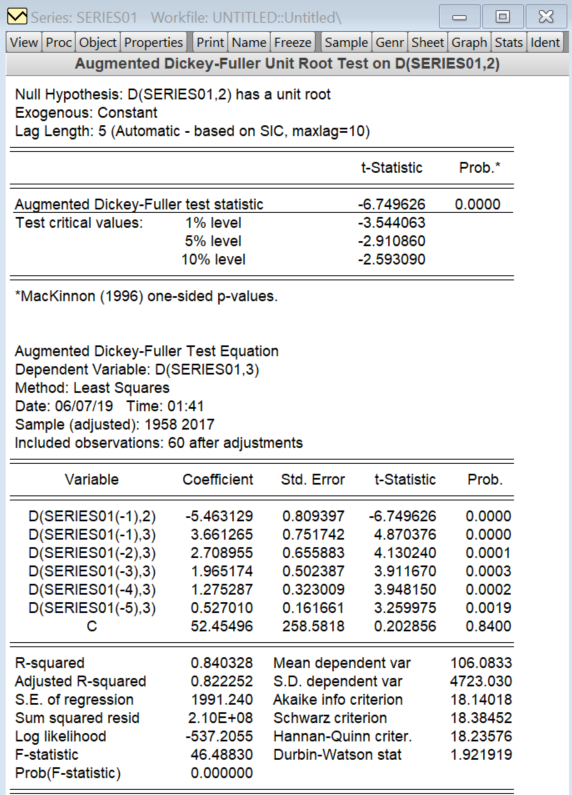 Series: SERIES01 Workfile: UNTITLED::Untitled\
View Proc Object Properties Print Name Freeze Sample Genr Sheet Graph Stats Ident
Augmented Dickey-Fuller Unit Root Test on D(SERIES01,2)
Null Hypothesis: D(SERIES01,2) has a unit root
Exogenous: Constant
Lag Length: 5 (Automatic - based on SIC, maxlag=10)
t-Statistic Prob.*
Augmented Dickey-Fuller test statistic -6.749626 0.0000
Test critical values: 1% level -3.544063
5% level -2.910860
10% level -2.593090
*MacKinnon (1996) one-sided p-values.
Augmented Dickey-Fuller Test Equation
Dependent Variable: D(SERIES01,3)
Method: Least Squares
Date: 06/07/19 Time: 01:41
Sample (adjusted): 1958 2017
Included observations: 60 after adjustments
Variable Coefficient Std. Error t-Statistic Prob.
D(SERIES01(-1),2) -5.463129 0.809397 -6.749626 0.0000
D(SERIES01(-1),3) 3.661265 0.751742 4.870376 0.0000
D(SERIES01(-2),3) 2.708955 0.655883 4.130240 0.0001
D(SERIES01(-3),3) 1.965174 0.502387 3.911670 0.0003
D(SERIES01(-4),3) 1.275287 0.323009 3.948150 0.0002
D(SERIES01(-5),3) 0.527010 0.161661 3.259975 0.0019
C 52.45496 258.5818 0.202856 0.8400
R-squared 0.840328 Mean dependent var 106.0833
Adjusted R-squared 0.822252 S.D. dependent var 4723.030
S.E. of regression 1991.240 Akaike info criterion 18.14018
Sum squared resid 2.10E+08 Schwarz criterion 18.38452
Log likelihood -537.2055 Hannan-Quinn criter. 18.23576
F-statistic 46.48830 Durbin-Watson stat 1.921919
Prob(F-statistic) 0.000000